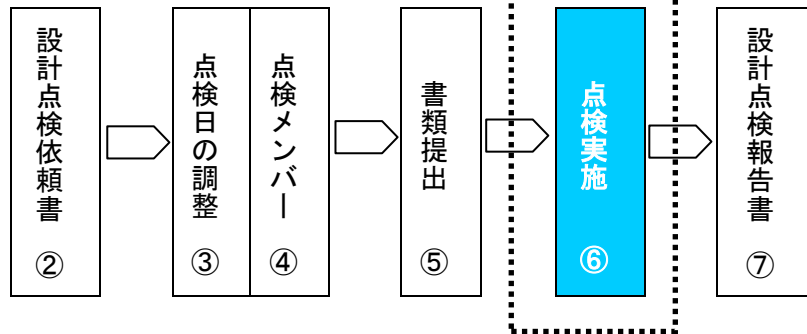 設計点検依頼書
②
点検日の調整
③
点検メンバー
④
書類提出
⑤
点検実施
⑥
設計点検報告書
⑦